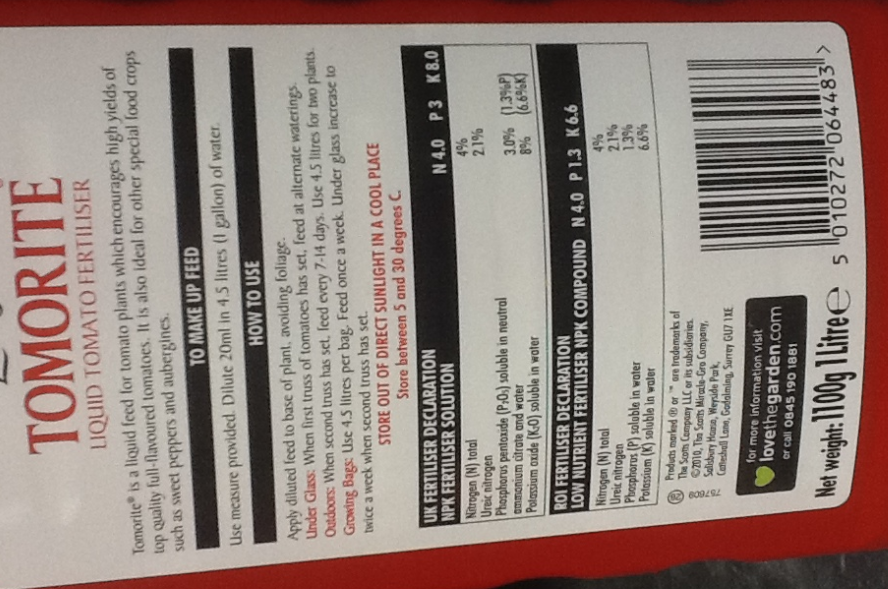 TOMORITE
LIQUID TOMATO FERTILISER
Tomorite® is a liquid feed for tomato plants which encourages high yields of
top quality full-flavoured tomatoes. It is also ideal for other special food crops
such as sweet peppers and aubergines.
TO MAKE UP FEED
Use measure provided. Dilute 20ml in 4.5 litres (1 gallon) of water.
HOW TO USE
Apply diluted feed to base of plant, avoiding foliage.
Under Glass: When first truss of tomatoes has set, feed at alternate waterings.
Outdoors: When second truss has set, feed every 7-14 days. Use 4.5 litres for two plants.
Growing Bags: Use 4.5 litres per bag. Feed once a week. Under glass increase to
twice a week when second truss has set.
STORE OUT OF DIRECT SUNLIGHT IN A COOL PLACE
Store between 5 and 30 degrees C.
UK FERTILISER DECLARATION
NPK FERTILISER SOLUTION N 4.0 P 3 K 8.0
Nitrogen (N) total 4%
Ureic nitrogen 2.1%
Phosphorus pentoxide (P₂O₅) soluble in neutral
ammonium citrate and water 3.0% (1.3%P)
Potassium oxide (K₂O) soluble in water 8% (6.6%K)
ROI FERTILISER DECLARATION
LOW NUTRIENT FERTILISER NPK COMPOUND N 4.0 P 1.3 K 6.6
Nitrogen (N) total 4%
Ureic nitrogen 2.1%
Phosphorus (P) soluble in water 1.3%
Potassium (K) soluble in water 6.6%
Products marked ® or ™ are trademarks of
The Scotts Company LLC or its subsidiaries.
©2010, The Scotts Miracle-Gro Company,
Salisbury House, Weyside Park,
Catteshall Lane, Godalming, Surrey GU7 1XE
for more information visit
lovethegarden.com
or call 0845 190 1881
5 010272 064483 >
Net weight: 1100g 1 Litre e